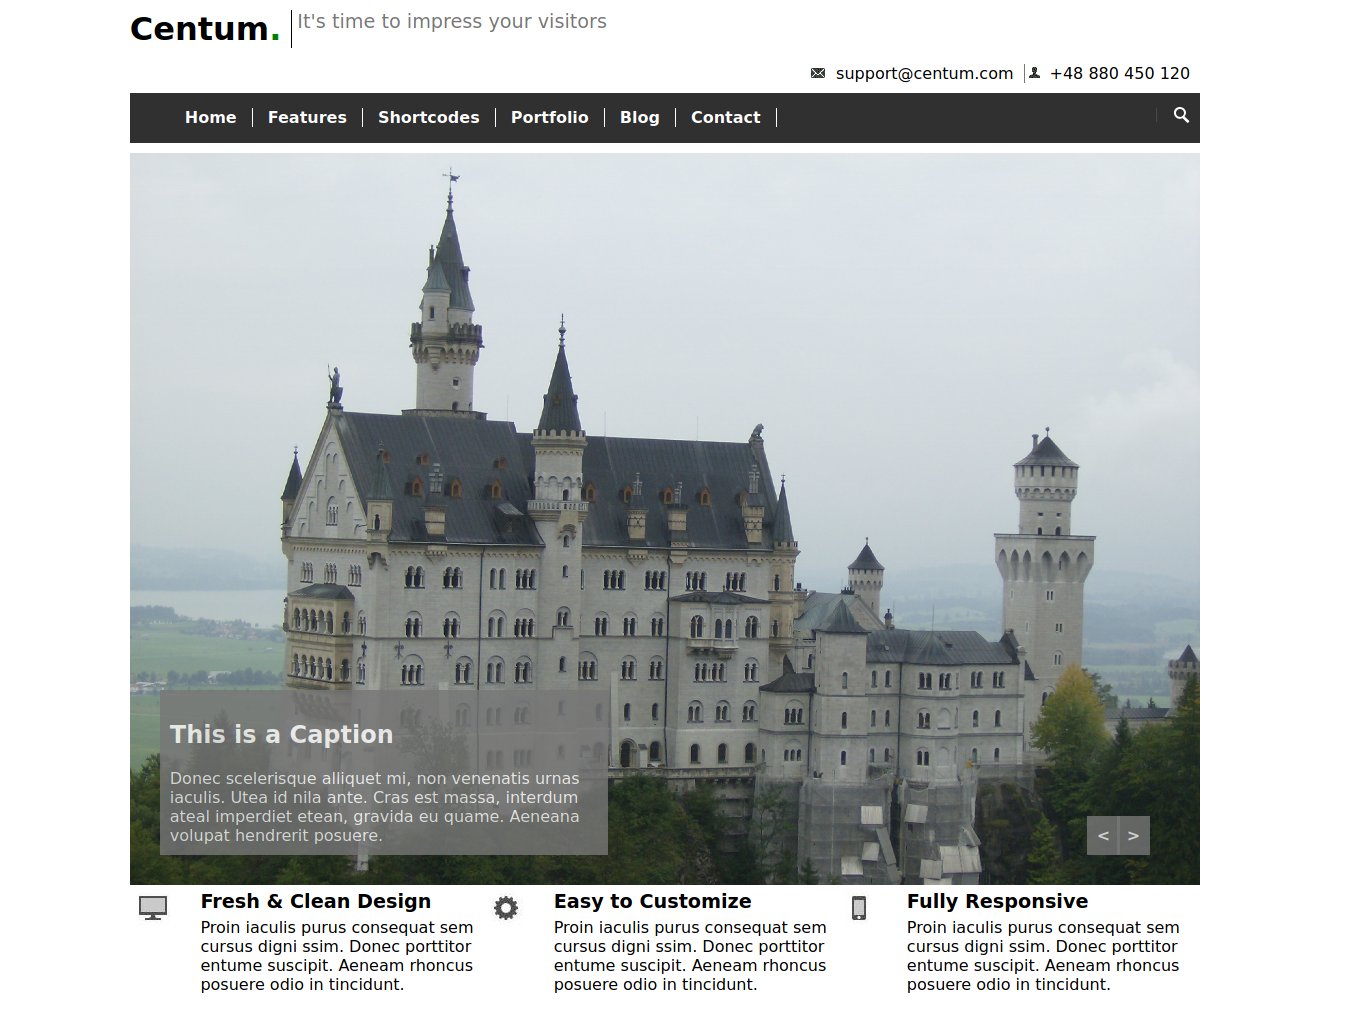 Centum.
It's time to impress your visitors
support@centum.com
+48 880 450 120
Home Features Shortcodes Portfolio Blog Contact
This is a Caption
Donec scelerisque alliquet mi, non venenatis urnas
iaculis. Utea id nila ante. Cras est massa, interdum
ateal imperdiet etean, gravida eu quame. Aeneana
volupat hendrerit posuere.
< >
Fresh & Clean Design
Proin iaculis purus consequat sem
cursus digni ssim. Donec porttitor
entume suscipit. Aeneam rhoncus
posuere odio in tincidunt.
Easy to Customize
Proin iaculis purus consequat sem
cursus digni ssim. Donec porttitor
entume suscipit. Aeneam rhoncus
posuere odio in tincidunt.
Fully Responsive
Proin iaculis purus consequat sem
cursus digni ssim. Donec porttitor
entume suscipit. Aeneam rhoncus
posuere odio in tincidunt.